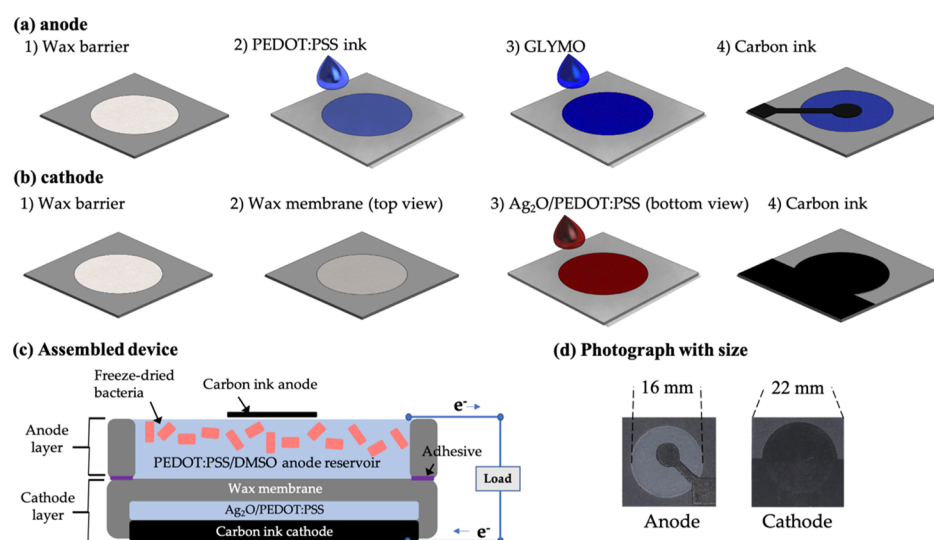 (a) anode
1) Wax barrier
2) PEDOT:PSS ink
3) GLYMO
4) Carbon ink
(b) cathode
1) Wax barrier
2) Wax membrane (top view)
3) Ag₂O/PEDOT:PSS (bottom view)
4) Carbon ink
(c) Assembled device
Freeze-dried
bacteria
Carbon ink anode
e⁻
Anode
layer
PEDOT:PSS/DMSO anode reservoir
Adhesive
Load
Wax membrane
Cathode
layer
Ag₂O/PEDOT:PSS
Carbon ink cathode
e⁻
(d) Photograph with size
16 mm
22 mm
Anode
Cathode